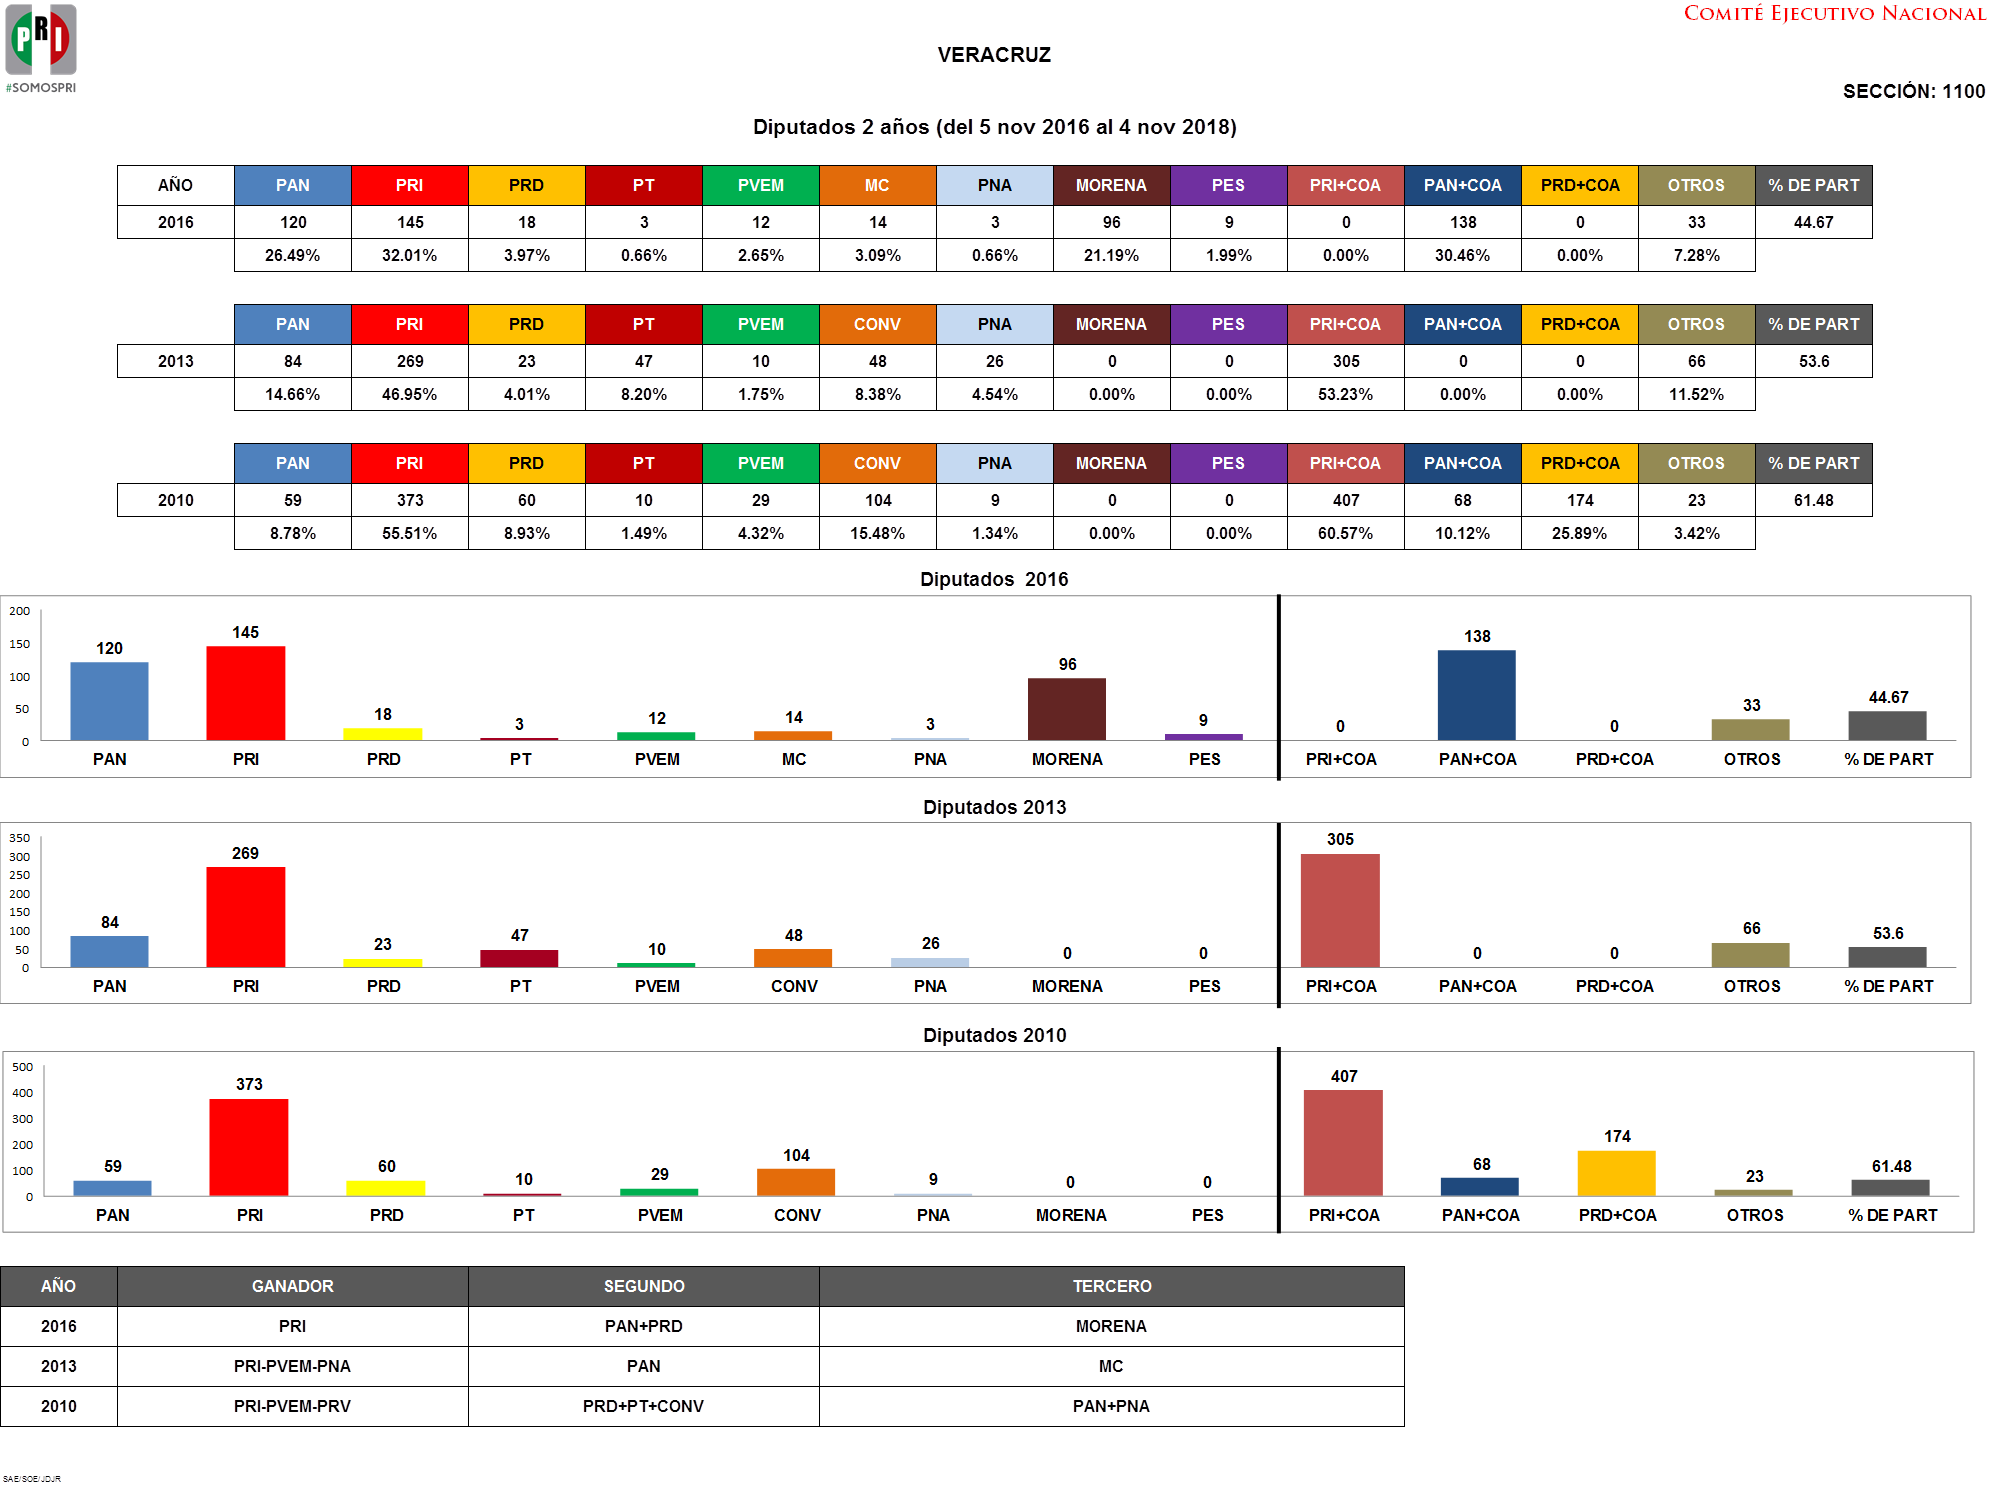 PRI
#SOMOSPRI
COMITÉ EJECUTIVO NACIONAL
VERACRUZ
SECCIÓN: 1100
Diputados 2 años (del 5 nov 2016 al 4 nov 2018)
AÑO PAN PRI PRD PT PVEM MC PNA MORENA PES PRI+COA PAN+COA PRD+COA OTROS % DE PART
2016 120 145 18 3 12 14 3 96 9 0 138 0 33 44.67
26.49% 32.01% 3.97% 0.66% 2.65% 3.09% 0.66% 21.19% 1.99% 0.00% 30.46% 0.00% 7.28%
PAN PRI PRD PT PVEM CONV PNA MORENA PES PRI+COA PAN+COA PRD+COA OTROS % DE PART
2013 84 269 23 47 10 48 26 0 0 305 0 0 66 53.6
14.66% 46.95% 4.01% 8.20% 1.75% 8.38% 4.54% 0.00% 0.00% 53.23% 0.00% 0.00% 11.52%
PAN PRI PRD PT PVEM CONV PNA MORENA PES PRI+COA PAN+COA PRD+COA OTROS % DE PART
2010 59 373 60 10 29 104 9 0 0 407 68 174 23 61.48
8.78% 55.51% 8.93% 1.49% 4.32% 15.48% 1.34% 0.00% 0.00% 60.57% 10.12% 25.89% 3.42%
Diputados 2016
200
150
100
50
0
120 145 18 3 12 14 3 96 9 0 138 0 33 44.67
PAN PRI PRD PT PVEM MC PNA MORENA PES PRI+COA PAN+COA PRD+COA OTROS % DE PART
Diputados 2013
350
300
250
200
150
100
50
0
84 269 23 47 10 48 26 0 0 305 0 0 66 53.6
PAN PRI PRD PT PVEM CONV PNA MORENA PES PRI+COA PAN+COA PRD+COA OTROS % DE PART
Diputados 2010
500
400
300
200
100
0
59 373 60 10 29 104 9 0 0 407 68 174 23 61.48
PAN PRI PRD PT PVEM CONV PNA MORENA PES PRI+COA PAN+COA PRD+COA OTROS % DE PART
AÑO GANADOR SEGUNDO TERCERO
2016 PRI PAN+PRD MORENA
2013 PRI-PVEM-PNA PAN MC
2010 PRI-PVEM-PRV PRD+PT+CONV PAN+PNA
SAE/SOE/JDJR